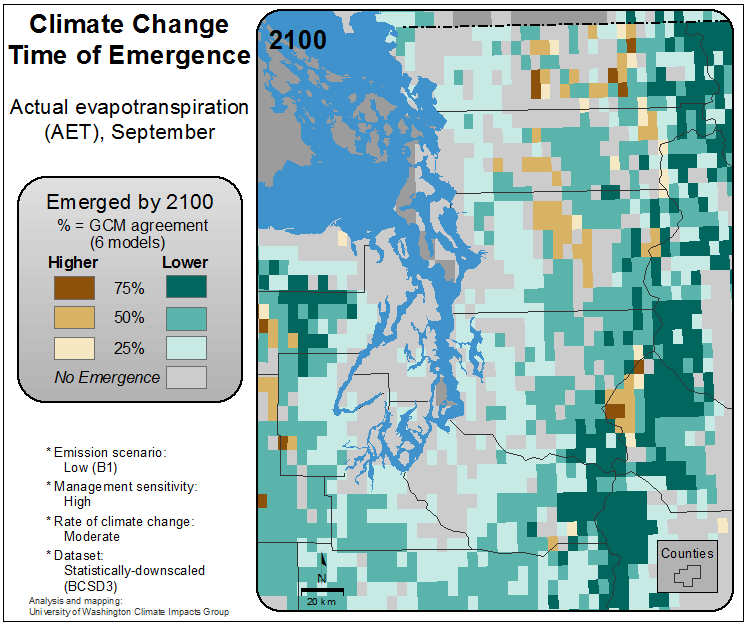 Climate Change
Time of Emergence
Actual evapotranspiration
(AET), September
Emerged by 2100
% = GCM agreement
(6 models)
Higher Lower
75%
50%
25%
No Emergence
* Emission scenario:
Low (B1)
* Management sensitivity:
High
* Rate of climate change:
Moderate
* Dataset:
Statistically-downscaled
(BCSD3)
Analysis and mapping:
University of Washington Climate Impacts Group
2100
N
20 km
Counties